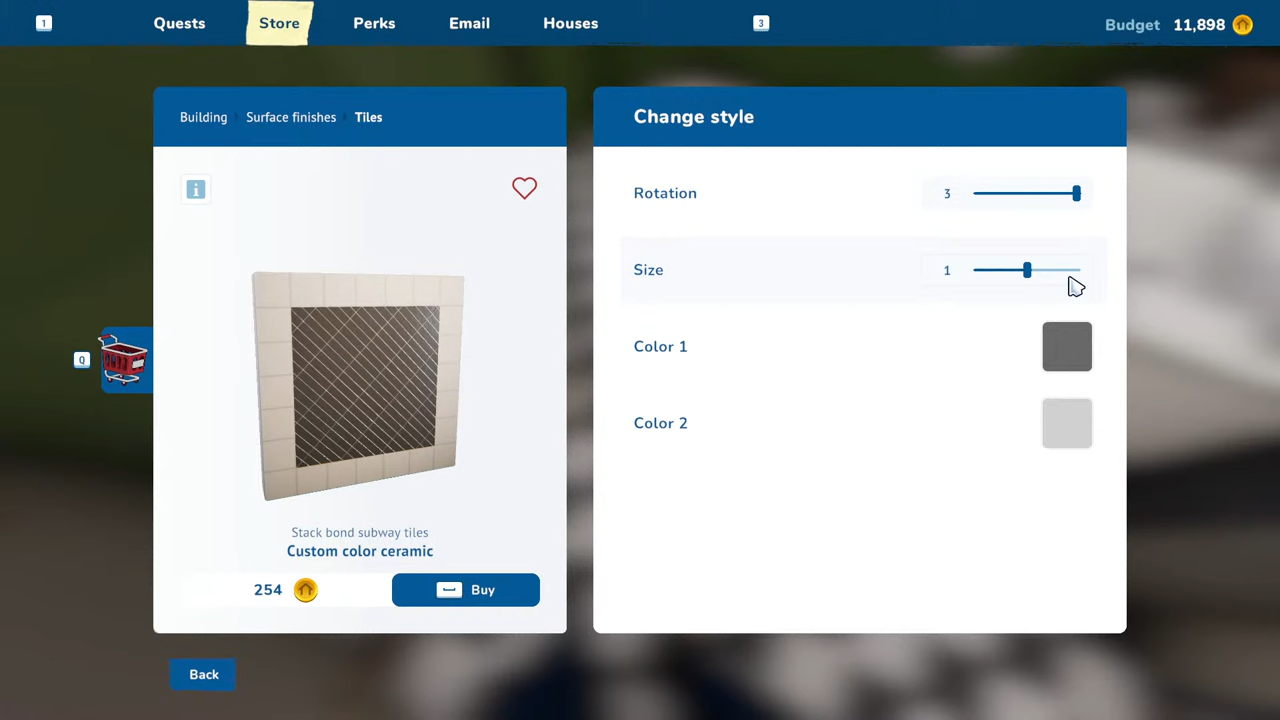 1
Quests
Store
Perks
Email
Houses
3
Budget 11,898
Building
Surface finishes
Tiles
i
Q
Stack bond subway tiles
Custom color ceramic
254
Buy
Back
Change style
Rotation
3
Size
1
Color 1
Color 2